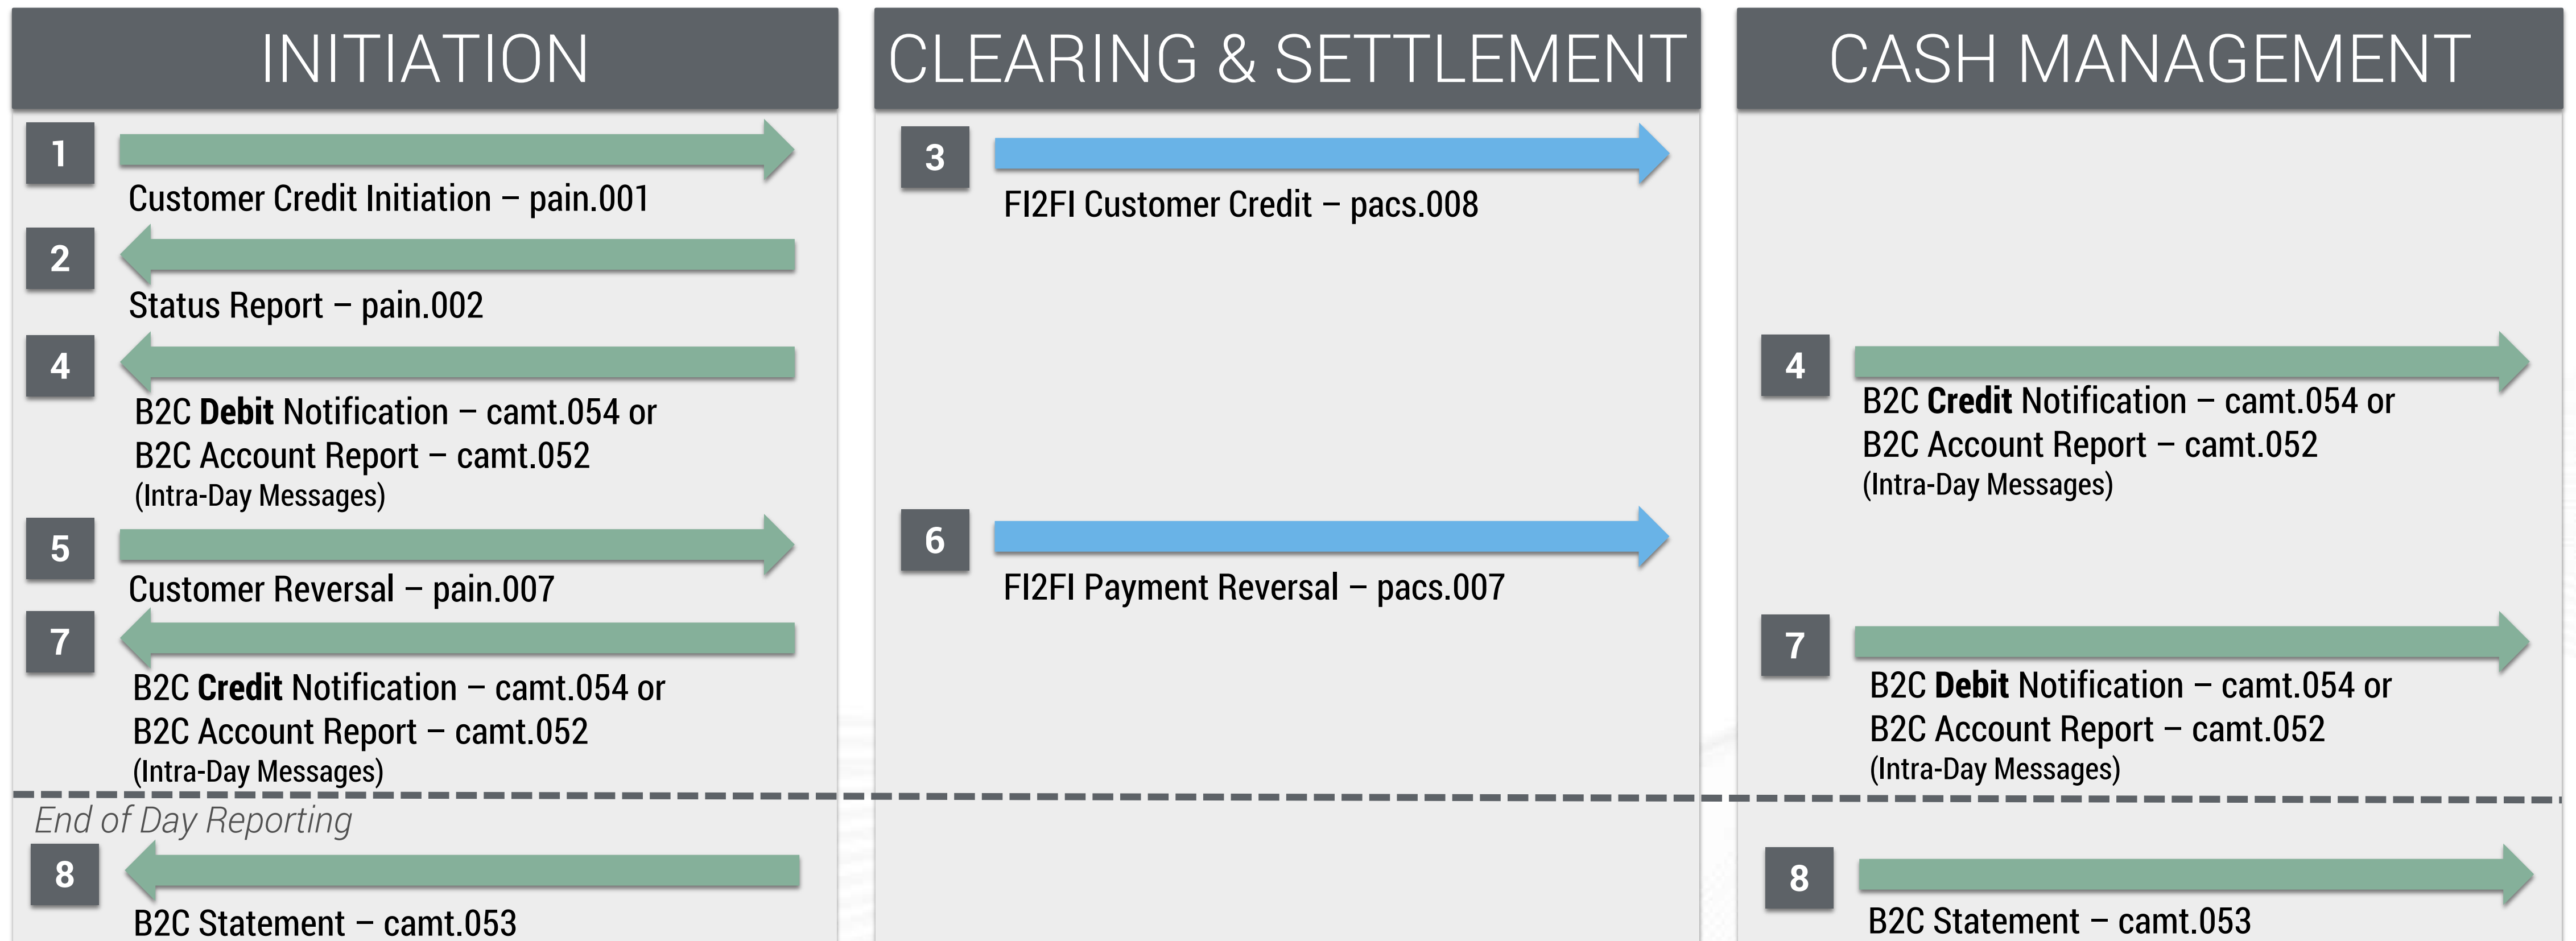 INITIATION
1
Customer Credit Initiation – pain.001
2
Status Report – pain.002
4
B2C Debit Notification – camt.054 or
B2C Account Report – camt.052
(Intra-Day Messages)
5
Customer Reversal – pain.007
7
B2C Credit Notification – camt.054 or
B2C Account Report – camt.052
(Intra-Day Messages)
End of Day Reporting
8
B2C Statement – camt.053
CLEARING & SETTLEMENT
3
FI2FI Customer Credit – pacs.008
6
FI2FI Payment Reversal – pacs.007
CASH MANAGEMENT
4
B2C Credit Notification – camt.054 or
B2C Account Report – camt.052
(Intra-Day Messages)
7
B2C Debit Notification – camt.054 or
B2C Account Report – camt.052
(Intra-Day Messages)
8
B2C Statement – camt.053